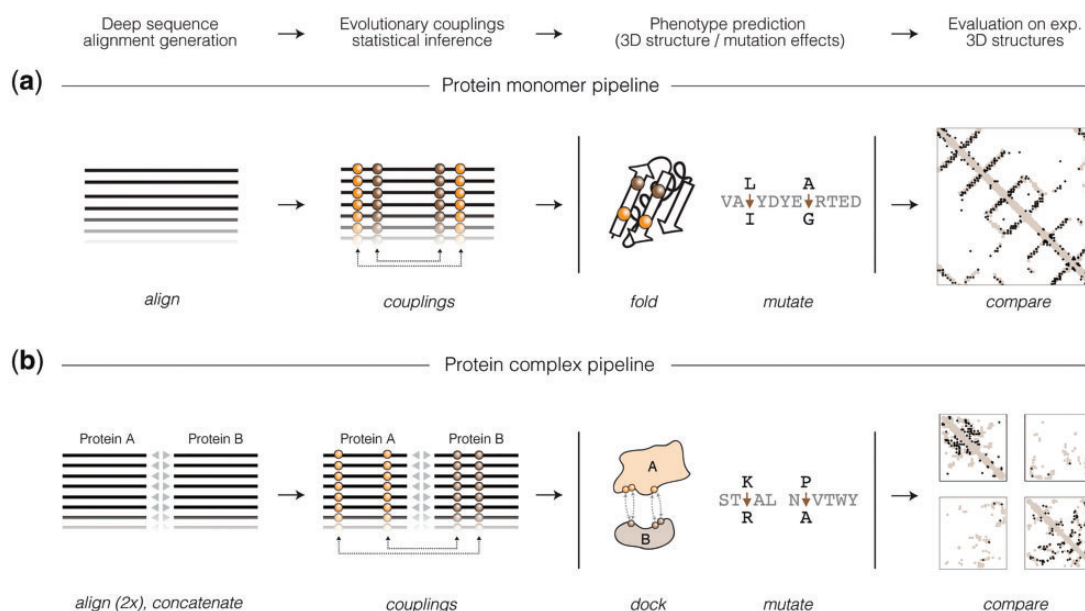 Deep sequence
alignment generation
Evolutionary couplings
statistical inference
Phenotype prediction
(3D structure / mutation effects)
Evaluation on exp.
3D structures
(a)
Protein monomer pipeline
L A
VA YDYE RTED
I G
align
couplings
fold
mutate
compare
(b)
Protein complex pipeline
Protein A
Protein B
Protein A
Protein B
A
B
K P
ST AL N VTWY
R A
align (2x), concatenate
couplings
dock
mutate
compare